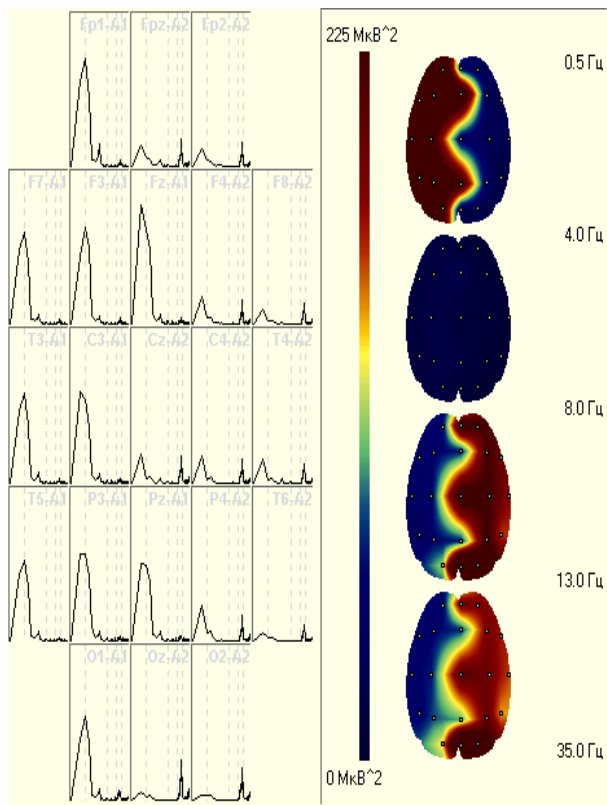 Fp1-A1 Fpz-A2 Fp2-A2
F7-A1 F3-A1 Fz-A1 F4-A2 F8-A2
T3-A1 C3-A1 Cz-A2 C4-A2 T4-A2
T5-A1 P3-A1 Pz-A1 P4-A2 T6-A2
O1-A1 Oz-A2 O2-A2
225 МкВ^2
0 МкВ^2
0.5 Гц
4.0 Гц
8.0 Гц
13.0 Гц
35.0 Гц